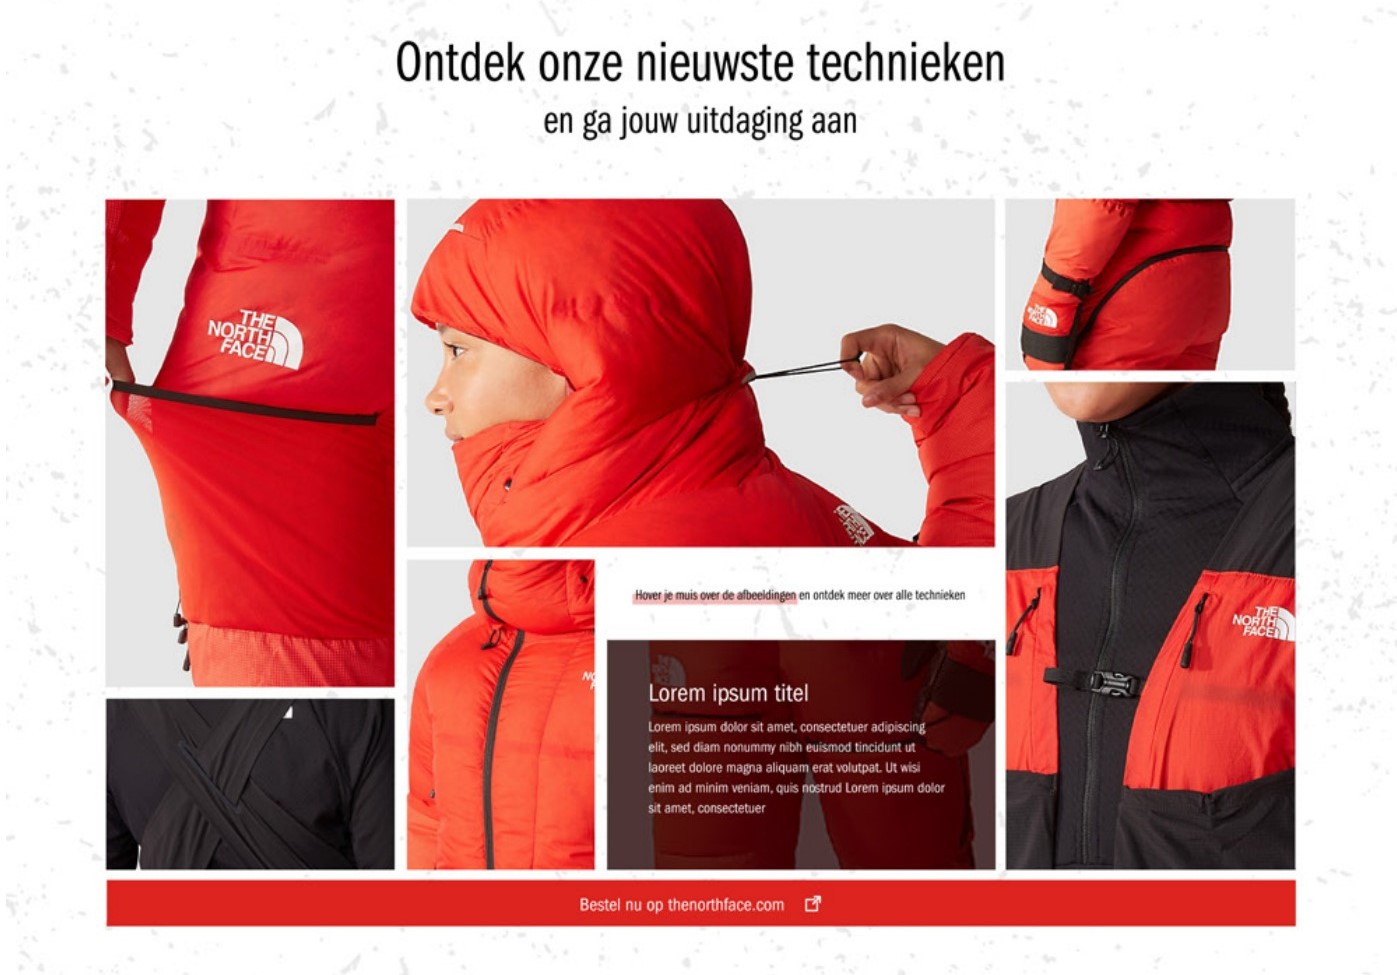 Ontdek onze nieuwste technieken
en ga jouw uitdaging aan
THE
NORTH
FACE
THE
NORTH
FACE
Hover je muis over de afbeeldingen en ontdek meer over alle technieken
THE
NORTH
FACE
Lorem ipsum titel
Lorem ipsum dolor sit amet, consectetuer adipiscing
elit, sed diam nonummy nibh euismod tincidunt ut
laoreet dolore magna aliquam erat volutpat. Ut wisi
enim ad minim veniam, quis nostrud Lorem ipsum dolor
sit amet, consectetuer
Bestel nu op thenorthface.com